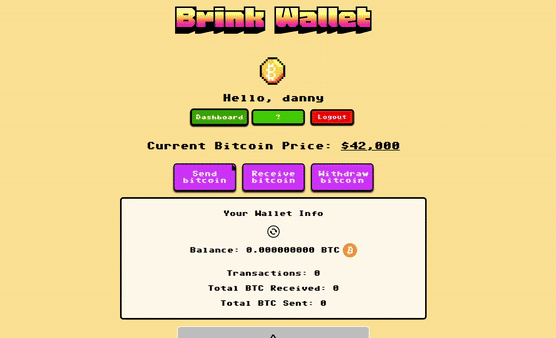 Brink Wallet
Hello, danny
Dashboard ? Logout
Current Bitcoin Price: $42,000
Send bitcoin
Receive bitcoin
Withdraw bitcoin
Your Wallet Info
Balance: 0.000000000 BTC
Transactions: 0
Total BTC Received: 0
Total BTC Sent: 0